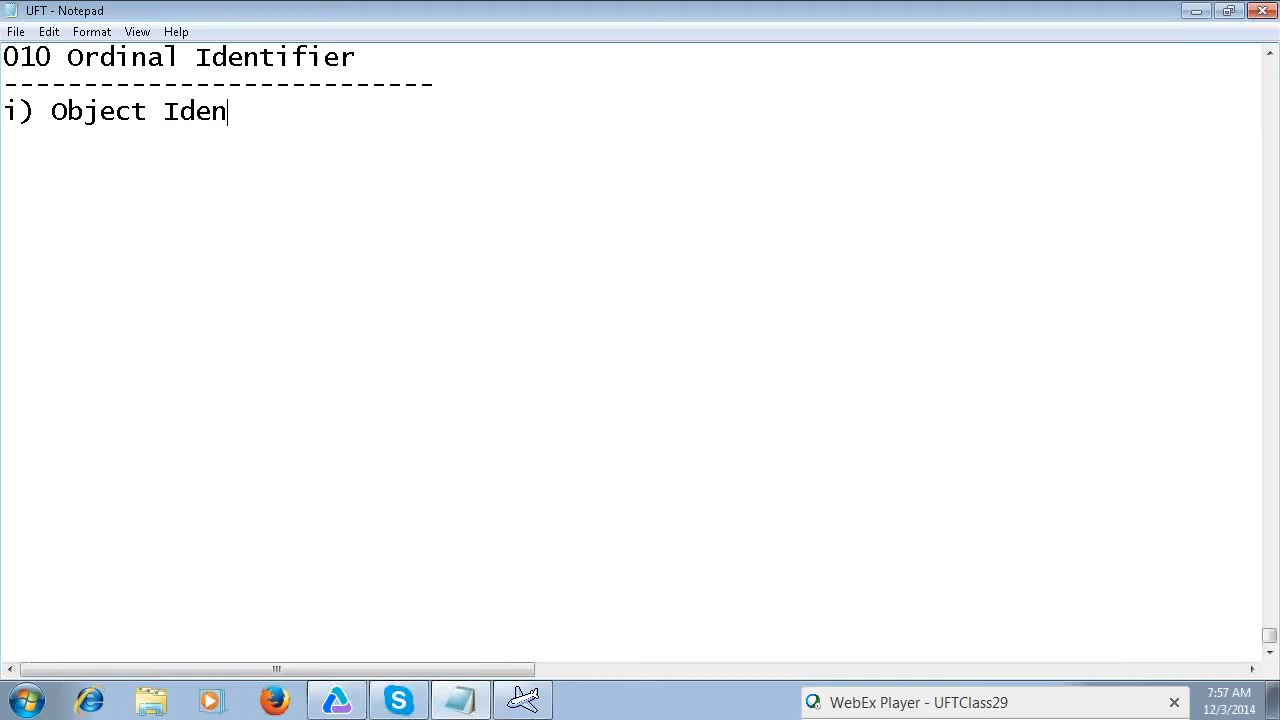 UFT - Notepad
File Edit Format View Help
010 Ordinal Identifier
---------------------------
i) Object Iden
WebEx Player - UFTClass29
7:57 AM
12/3/2014